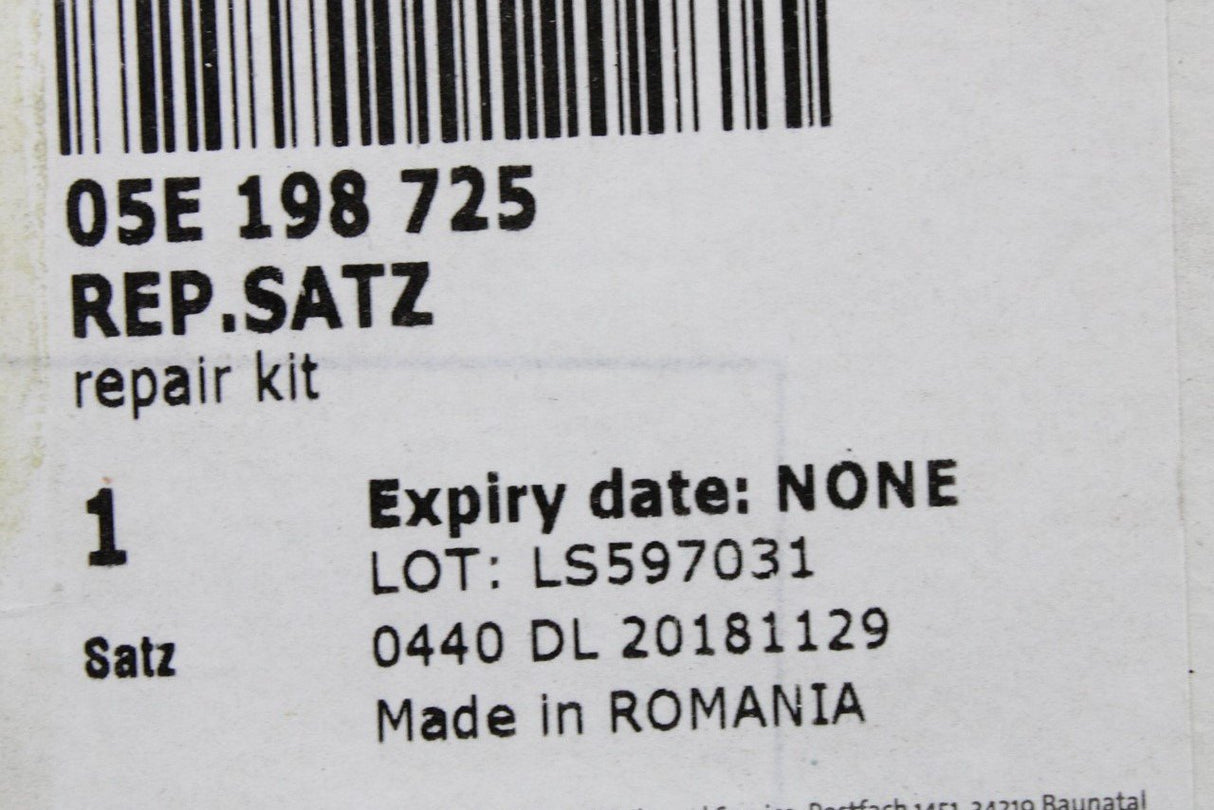 05E 198 725
REP.SATZ
repair kit
1
Expiry date: NONE
LOT: LS597031
Satz
0440 DL 20181129
Made in ROMANIA
Postfach 1451, 34219 Baunatal